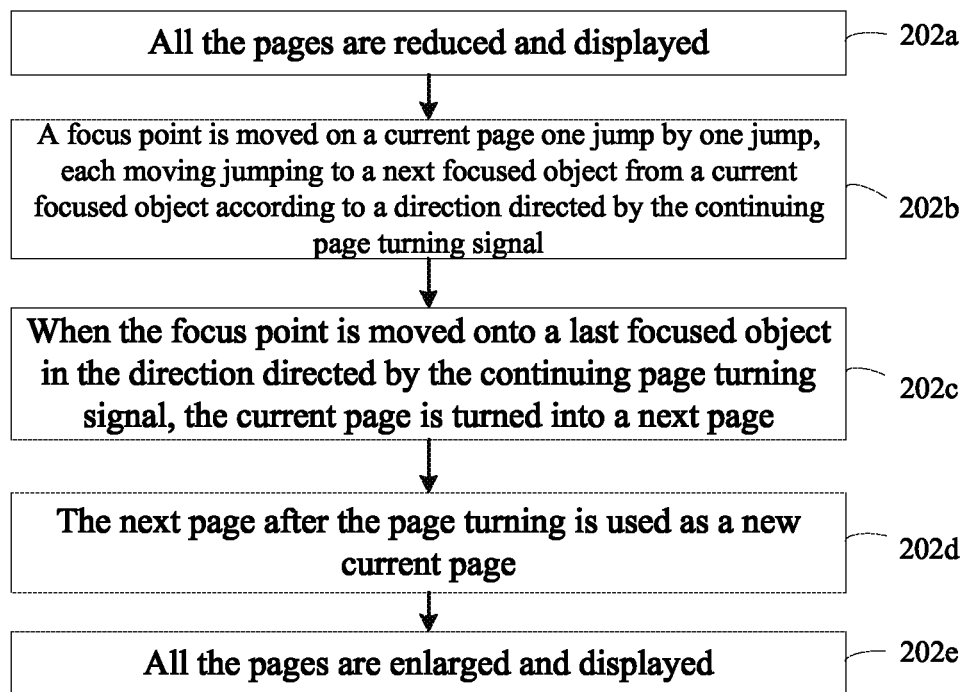 All the pages are reduced and displayed
202a
A focus point is moved on a current page one jump by one jump,
each moving jumping to a next focused object from a current
focused object according to a direction directed by the continuing
page turning signal
202b
When the focus point is moved onto a last focused object
in the direction directed by the continuing page turning
signal, the current page is turned into a next page
202c
The next page after the page turning is used as a new
current page
202d
All the pages are enlarged and displayed
202e